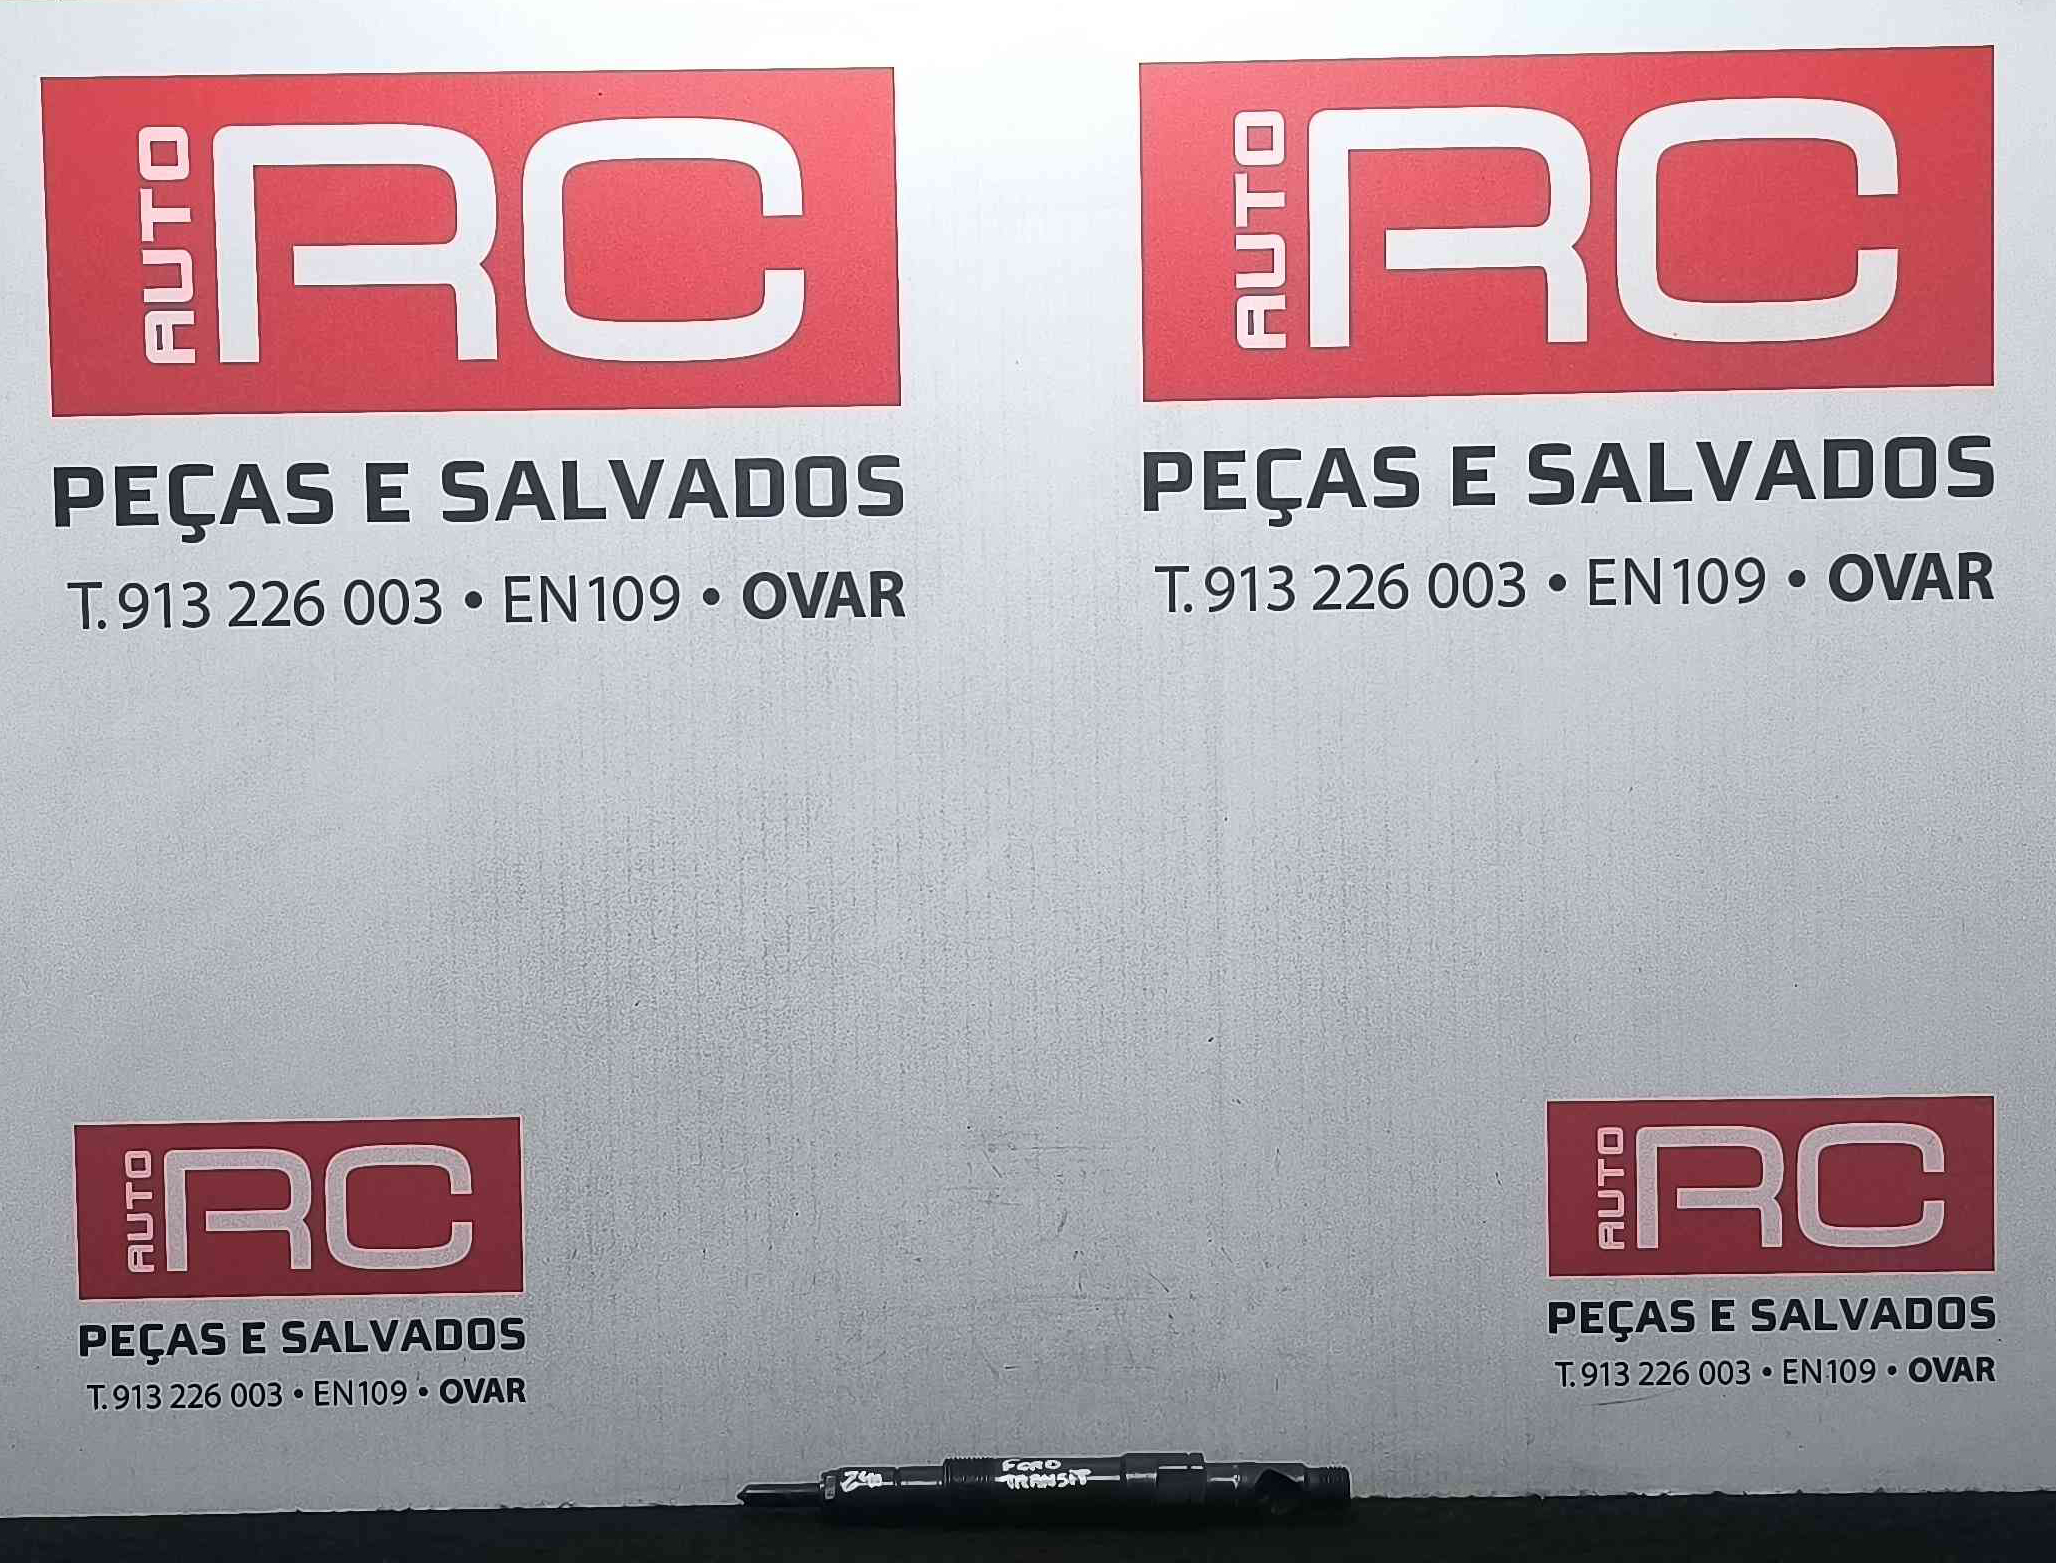 AUTO RC
PEÇAS E SALVADOS
T. 913 226 003 • EN109 • OVAR
AUTO RC
PEÇAS E SALVADOS
T. 913 226 003 • EN109 • OVAR
AUTO RC
PEÇAS E SALVADOS
T. 913 226 003 • EN109 • OVAR
AUTO RC
PEÇAS E SALVADOS
T. 913 226 003 • EN109 • OVAR
FORD
TRANSIT